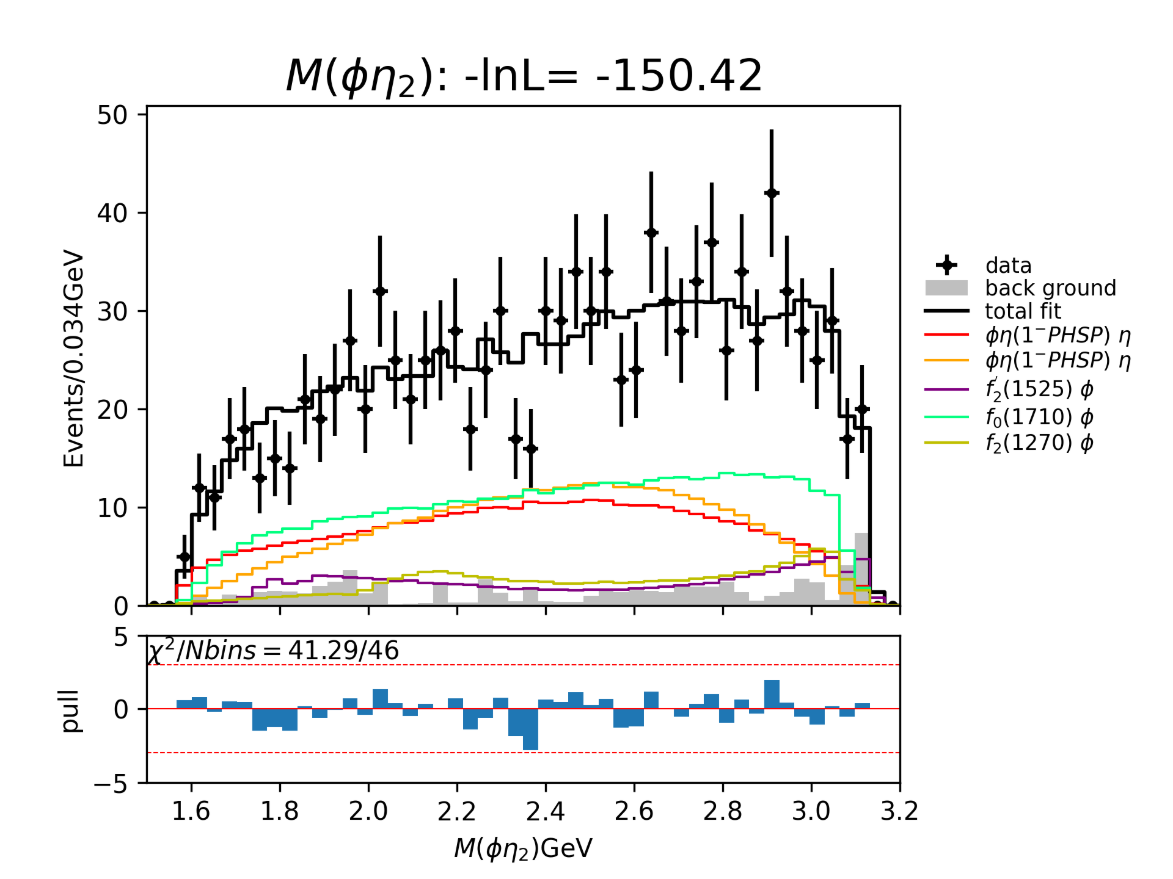 M(ϕη₂): -lnL= -150.42
50
40
30
20
10
0
Events/0.034GeV
data
back ground
total fit
ϕη(1⁻PHSP) η
ϕη(1⁻PHSP) η
f₂′(1525) ϕ
f₀(1710) ϕ
f₂(1270) ϕ
χ²/Nbins = 41.29/46
5
0
−5
pull
1.6 1.8 2.0 2.2 2.4 2.6 2.8 3.0 3.2
M(ϕη₂)GeV